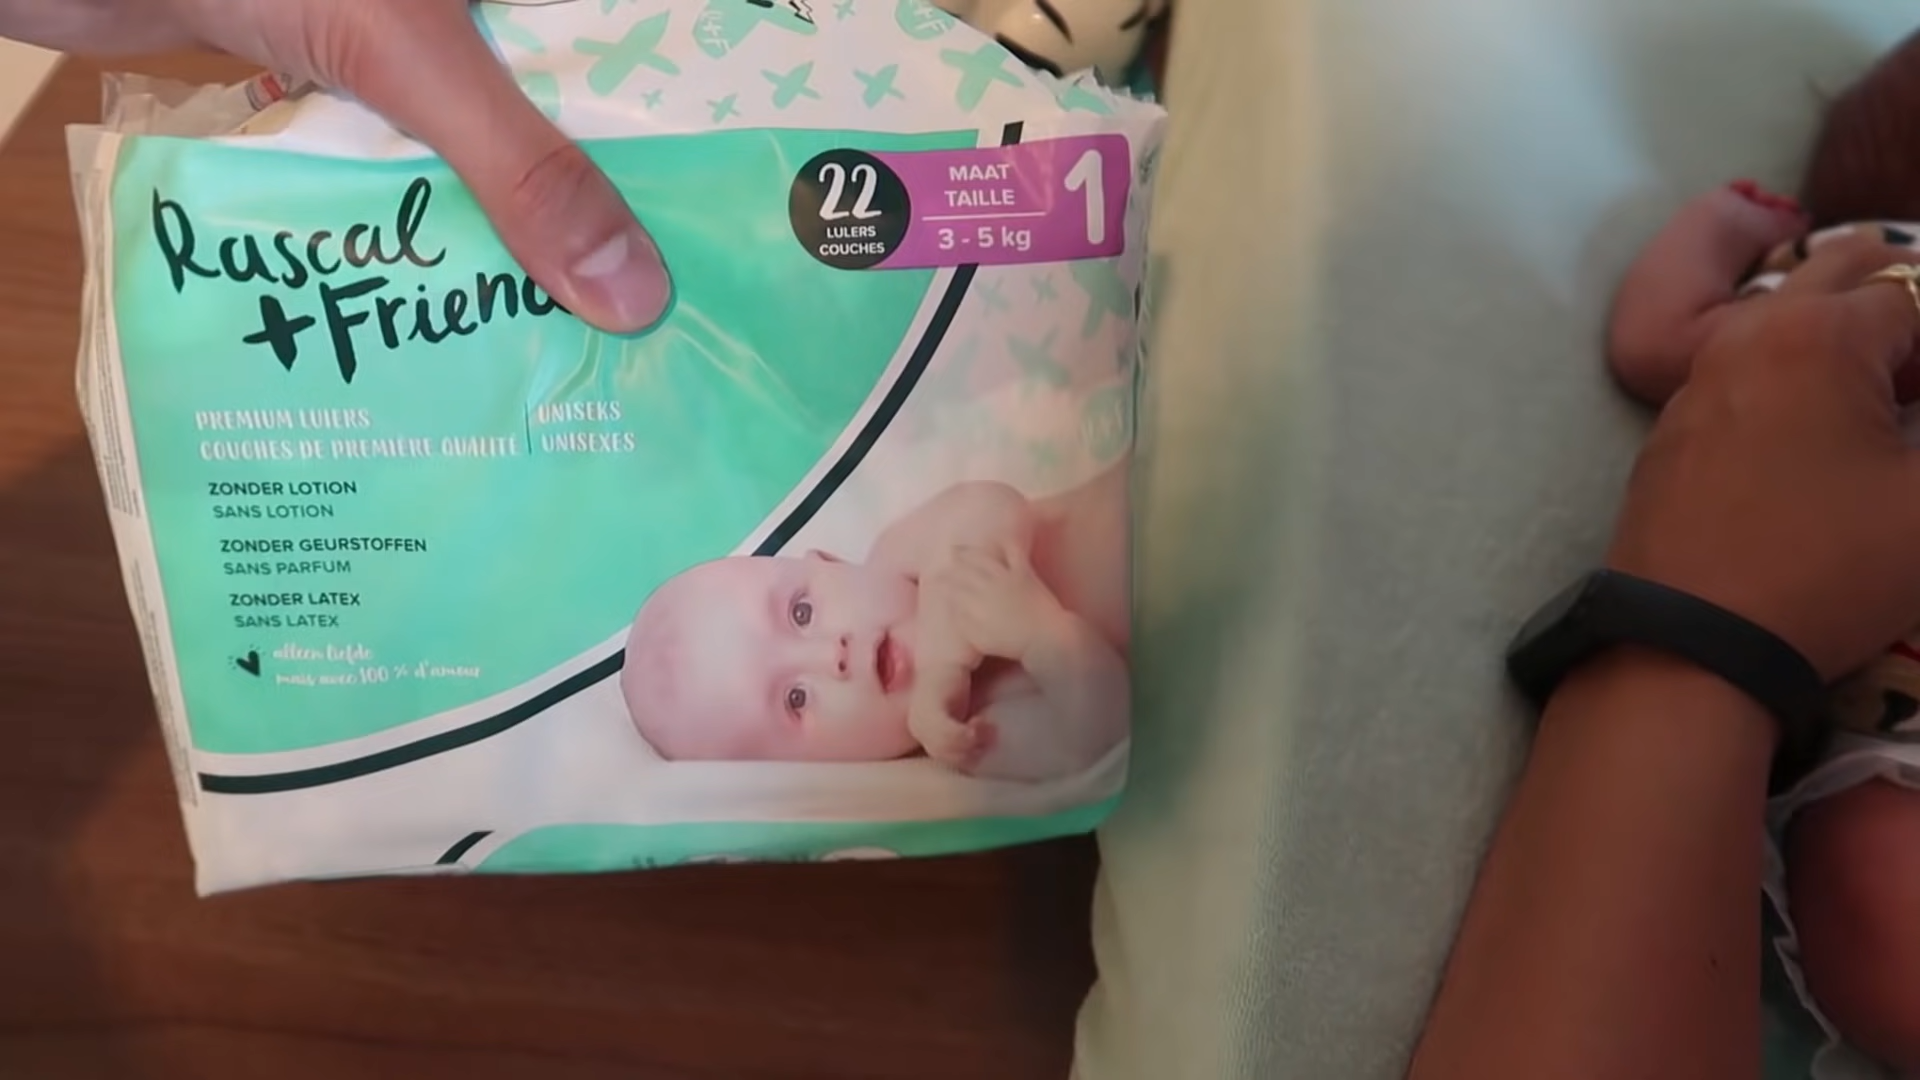 Rascal
+ Friend
22
LUIERS
COUCHES
MAAT
TAILLE
3 - 5 kg
1
PREMIUM LUIERS
COUCHES DE PREMIÈRE QUALITÉ
UNISEKS
UNISEXES
ZONDER LOTION
SANS LOTION
ZONDER GEURSTOFFEN
SANS PARFUM
ZONDER LATEX
SANS LATEX
alleen liefde
mais avec 100 % d'amour